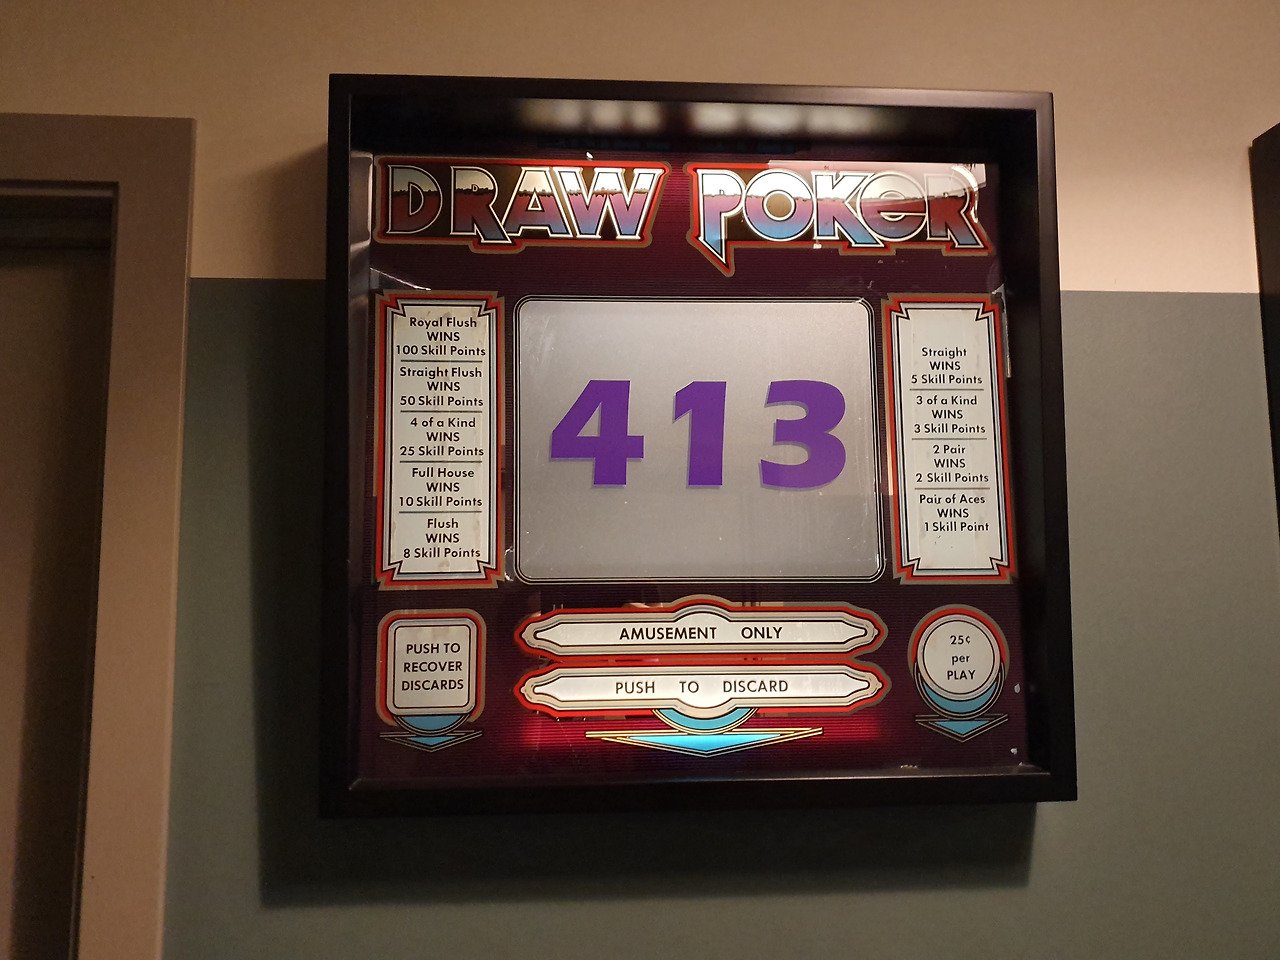 DRAW POKER
Royal Flush
WINS
100 Skill Points
Straight Flush
WINS
50 Skill Points
4 of a Kind
WINS
25 Skill Points
Full House
WINS
10 Skill Points
Flush
WINS
8 Skill Points
413
Straight
WINS
5 Skill Points
3 of a Kind
WINS
3 Skill Points
2 Pair
WINS
2 Skill Points
Pair of Aces
WINS
1 Skill Point
PUSH TO
RECOVER
DISCARDS
AMUSEMENT ONLY
PUSH TO DISCARD
25¢
per
PLAY